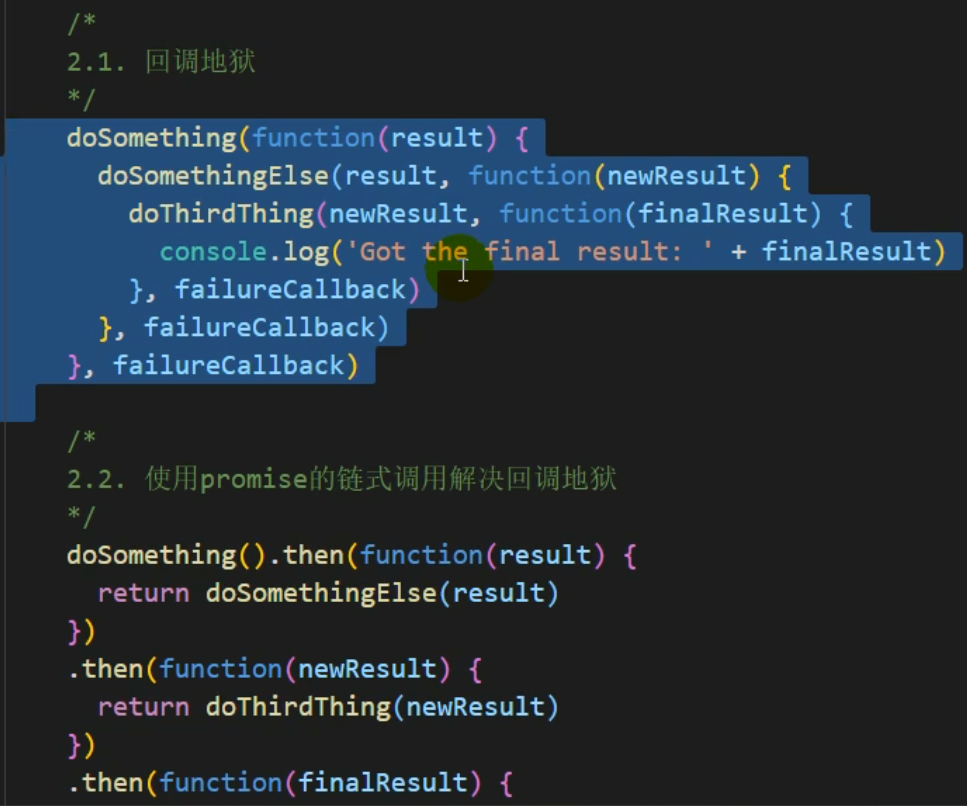 /*
2.1. 回调地狱
*/
doSomething(function(result) {
  doSomethingElse(result, function(newResult) {
    doThirdThing(newResult, function(finalResult) {
      console.log('Got the final result: ' + finalResult)
    }, failureCallback)
  }, failureCallback)
}, failureCallback)
/*
2.2. 使用promise的链式调用解决回调地狱
*/
doSomething().then(function(result) {
  return doSomethingElse(result)
})
.then(function(newResult) {
  return doThirdThing(newResult)
})
.then(function(finalResult) {